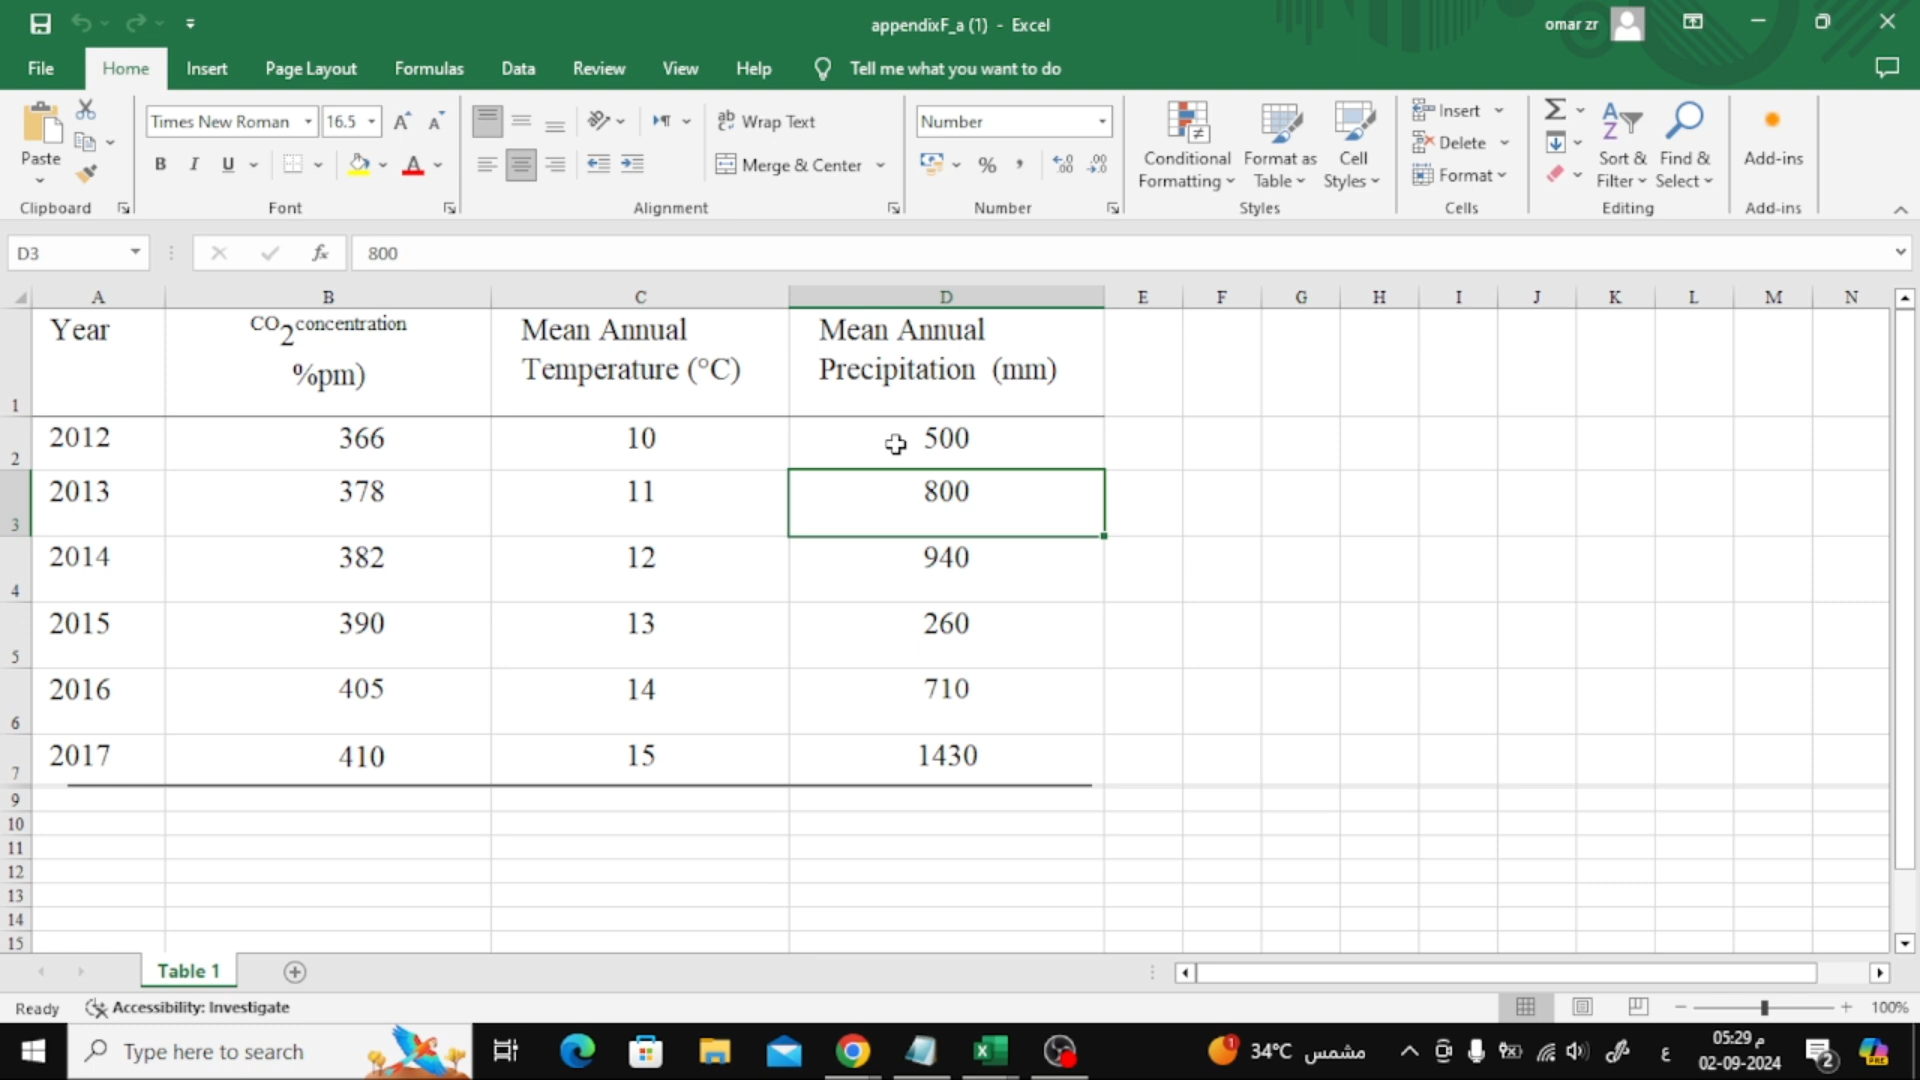 appendixF_a (1) - Excel
omar zr
File Home Insert Page Layout Formulas Data Review View Help Tell me what you want to do
Paste
Clipboard
Times New Roman 16.5
B I U
Font
Wrap Text
Merge & Center
Alignment
Number
%
Number
Conditional Formatting
Format as Table
Cell Styles
Styles
Insert
Delete
Format
Cells
Sort & Filter
Find & Select
Editing
Add-ins
Add-ins
D3 fx 800
A B C D E F G H I J K L M N
1 Year CO2 concentration %pm) Mean Annual Temperature (°C) Mean Annual Precipitation (mm)
2 2012 366 10 500
3 2013 378 11 800
4 2014 382 12 940
5 2015 390 13 260
6 2016 405 14 710
7 2017 410 15 1430
9
10
11
12
13
14
15
Table 1
Ready Accessibility: Investigate 100%
Type here to search
34°C مشمس
ع
05:29 م
02-09-2024
2